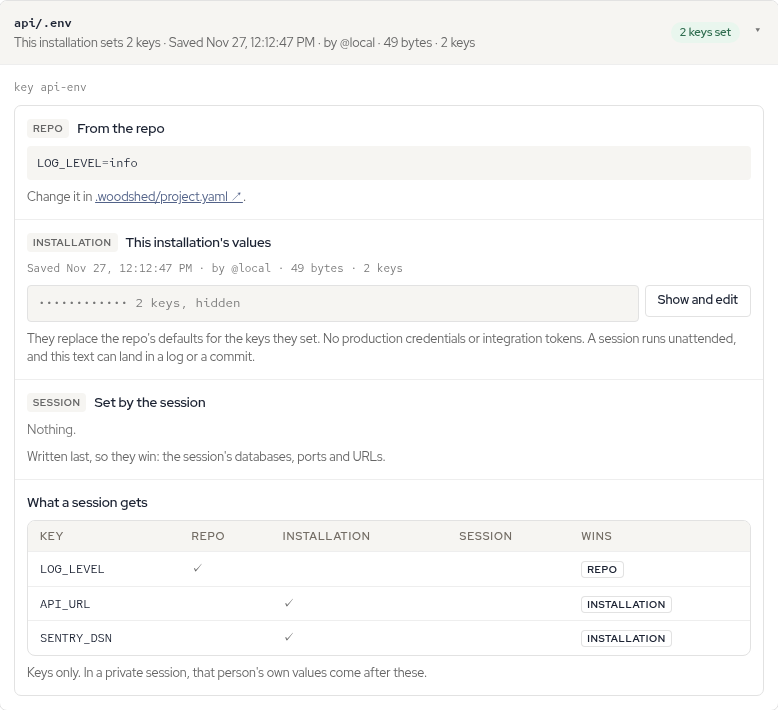 api/.env
This installation sets 2 keys · Saved Nov 27, 12:12:47 PM · by @local · 49 bytes · 2 keys
2 keys set ▾
key api-env
REPO From the repo
LOG_LEVEL=info
Change it in .woodshed/project.yaml ↗.
INSTALLATION This installation's values
Saved Nov 27, 12:12:47 PM · by @local · 49 bytes · 2 keys
············ 2 keys, hidden Show and edit
They replace the repo's defaults for the keys they set. No production credentials or integration tokens. A session runs unattended,
and this text can land in a log or a commit.
SESSION Set by the session
Nothing.
Written last, so they win: the session's databases, ports and URLs.
What a session gets
KEY REPO INSTALLATION SESSION WINS
LOG_LEVEL ✓ REPO
API_URL ✓ INSTALLATION
SENTRY_DSN ✓ INSTALLATION
Keys only. In a private session, that person's own values come after these.